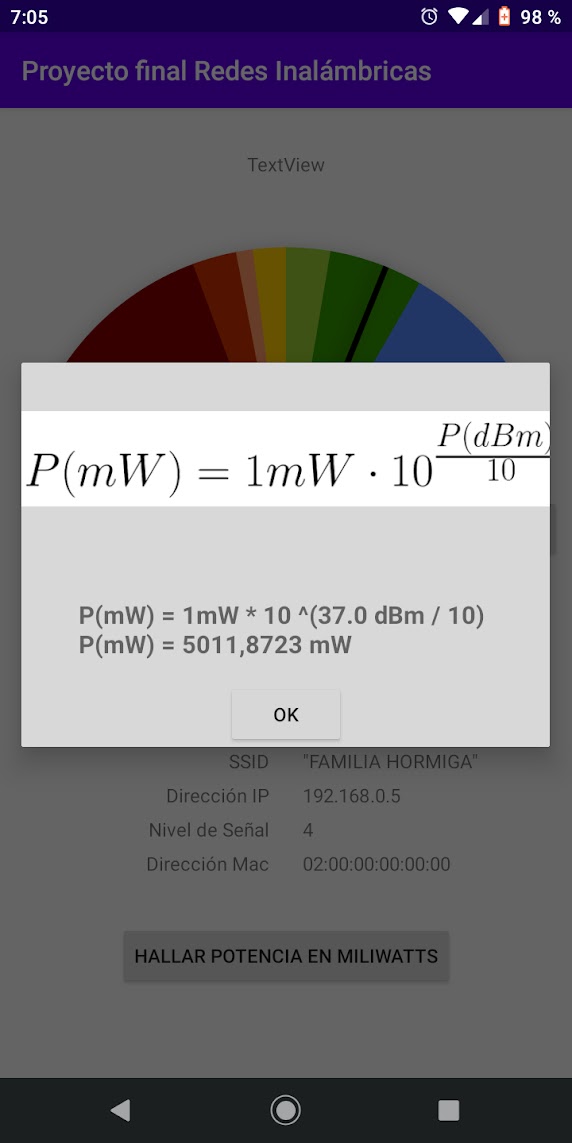 7:05
98 %
Proyecto final Redes Inalámbricas
TextView
P(mW) = 1mW · 10^{\frac{P(dBm)}{10}}
P(mW) = 1mW * 10 ^(37.0 dBm / 10)
P(mW) = 5011,8723 mW
OK
SSID "FAMILIA HORMIGA"
Dirección IP 192.168.0.5
Nivel de Señal 4
Dirección Mac 02:00:00:00:00:00
HALLAR POTENCIA EN MILIWATTS